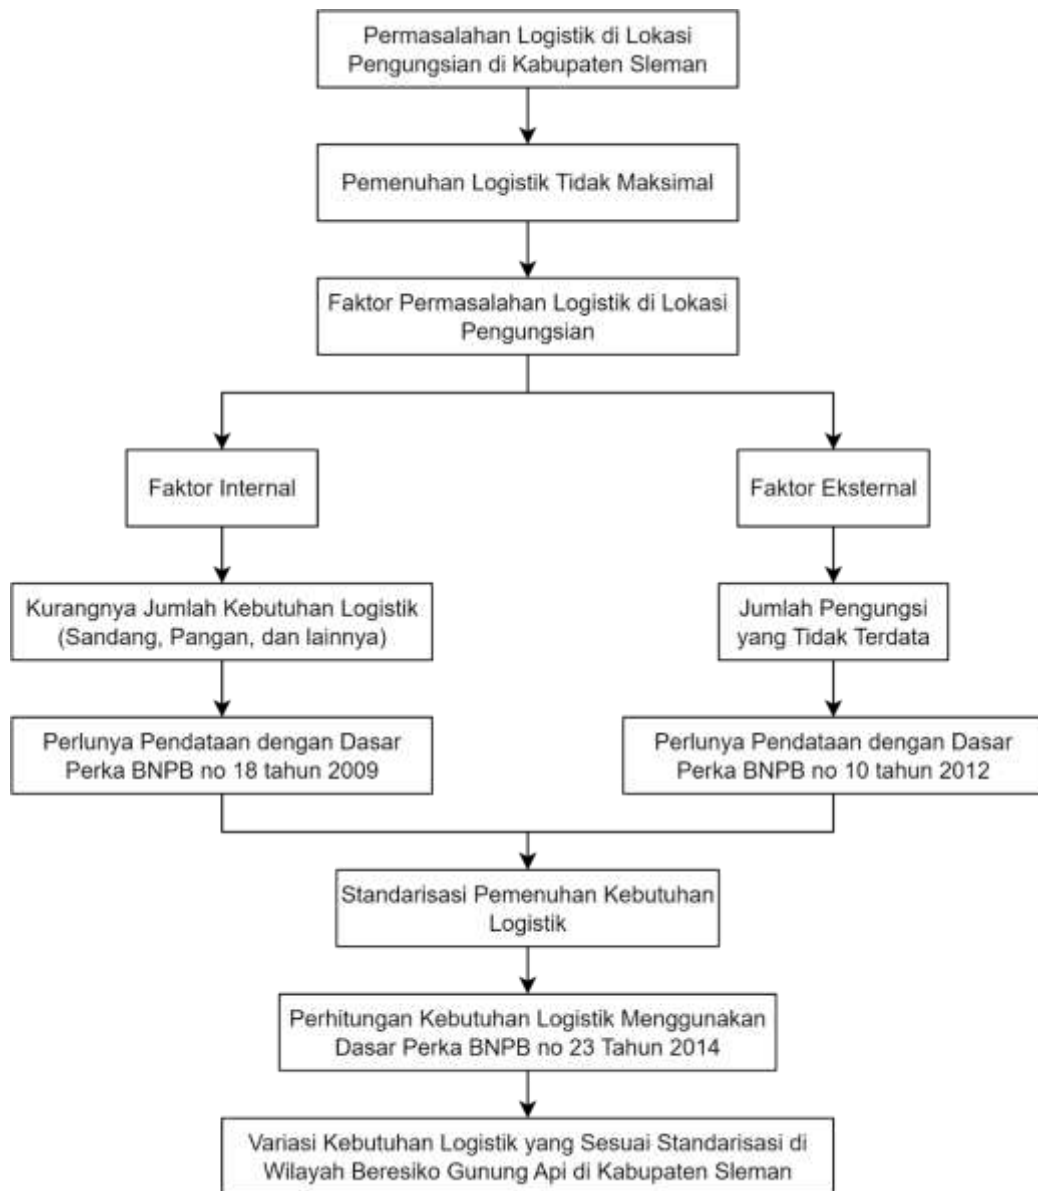 Permasalahan Logistik di Lokasi
Pengungsian di Kabupaten Sleman
Pemenuhan Logistik Tidak Maksimal
Faktor Permasalahan Logistik di Lokasi
Pengungsian
Faktor Internal
Faktor Eksternal
Kurangnya Jumlah Kebutuhan Logistik
(Sandang, Pangan, dan lainnya)
Jumlah Pengungsi
yang Tidak Terdata
Perlunya Pendataan dengan Dasar
Perka BNPB no 18 tahun 2009
Perlunya Pendataan dengan Dasar
Perka BNPB no 10 tahun 2012
Standarisasi Pemenuhan Kebutuhan
Logistik
Perhitungan Kebutuhan Logistik Menggunakan
Dasar Perka BNPB no 23 Tahun 2014
Variasi Kebutuhan Logistik yang Sesuai Standarisasi di
Wilayah Beresiko Gunung Api di Kabupaten Sleman